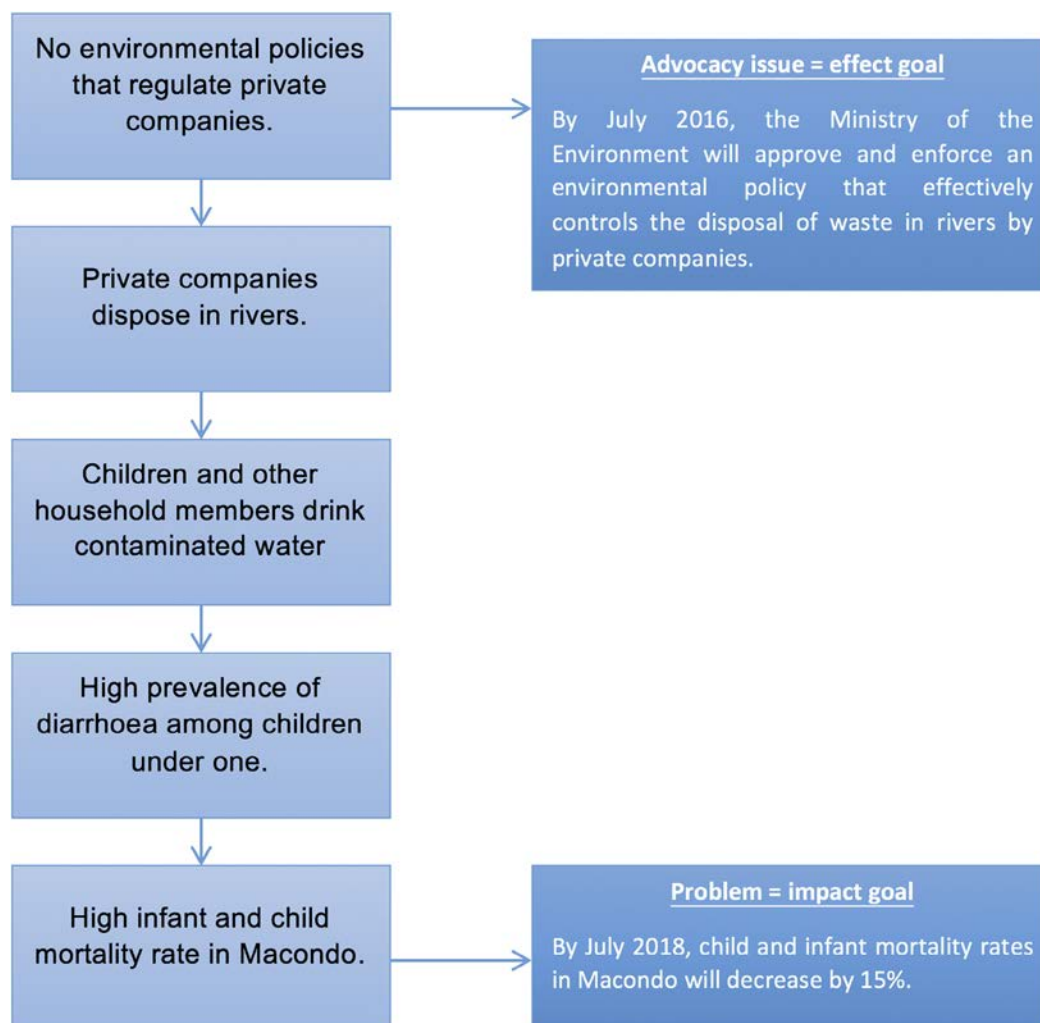 No environmental policies
that regulate private
companies.
Advocacy issue = effect goal
By July 2016, the Ministry of the
Environment will approve and enforce an
environmental policy that effectively
controls the disposal of waste in rivers by
private companies.
Private companies
dispose in rivers.
Children and other
household members drink
contaminated water
High prevalence of
diarrhoea among children
under one.
High infant and child
mortality rate in Macondo.
Problem = impact goal
By July 2018, child and infant mortality rates
in Macondo will decrease by 15%.